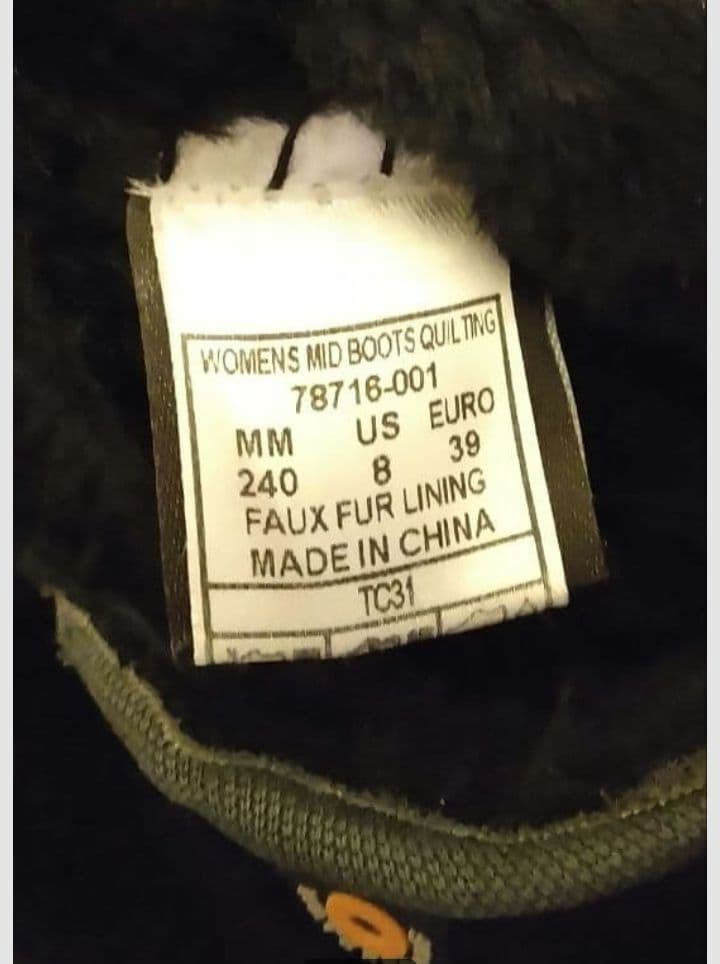 WOMENS MID BOOTS QUILTING
78716-001
MM US EURO
240 8 39
FAUX FUR LINING
MADE IN CHINA
TC31